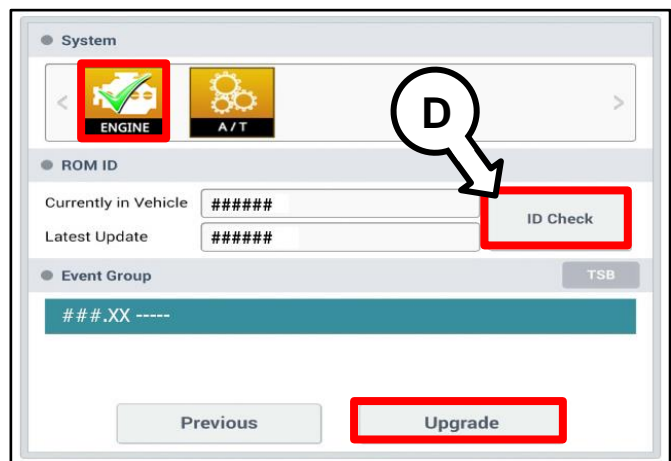 System
ENGINE
A/T
D
ROM ID
Currently in Vehicle ######
ID Check
Latest Update ######
Event Group TSB
###.XX -----
Previous Upgrade